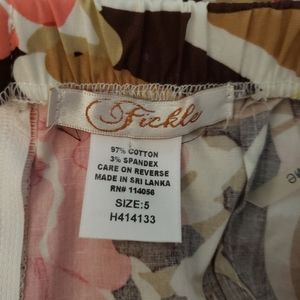 Fickle
97% COTTON
3% SPANDEX
CARE ON REVERSE
MADE IN SRI LANKA
RN# 114056
SIZE:5
H414133